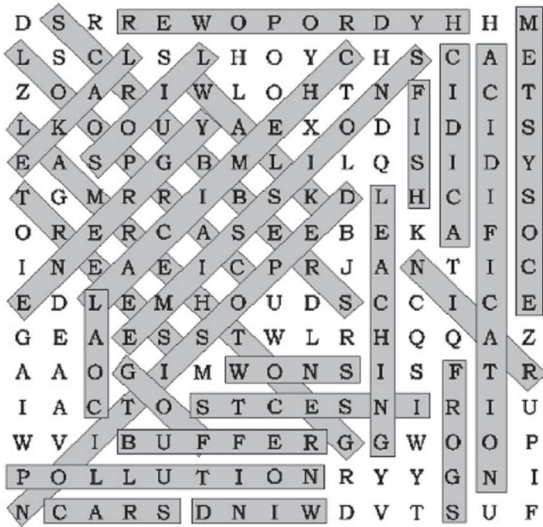 D S R R E W O P O R D Y H H M
L S C L S L H O Y C H S C A E
Z O A R I W L O H T N F I C T
L K O O U Y A E X O D I D I S
E A S P G B M L I L Q S I D Y
T G M R R I B S K D L H C I S
O R E R C A S E E B E K A F O
I N E A E I C P R J A N T I C
E D L E M H O U D S C C I C E
G E A E S S T W L R H Q Q A Z
A A O G I M W O N S I S F T R
I A C T O S T C E S N I R I U
W V I B U F F E R G G W O O P
P O L L U T I O N R Y Y G N I
N C A R S D N I W D V T S U F